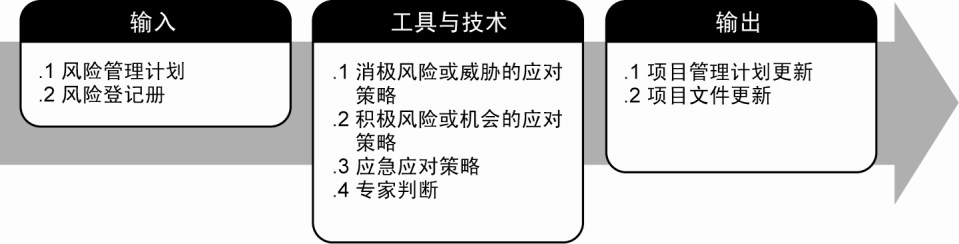 输入
.1 风险管理计划
.2 风险登记册
工具与技术
.1 消极风险或威胁的应对
策略
.2 积极风险或机会的应对
策略
.3 应急应对策略
.4 专家判断
输出
.1 项目管理计划更新
.2 项目文件更新